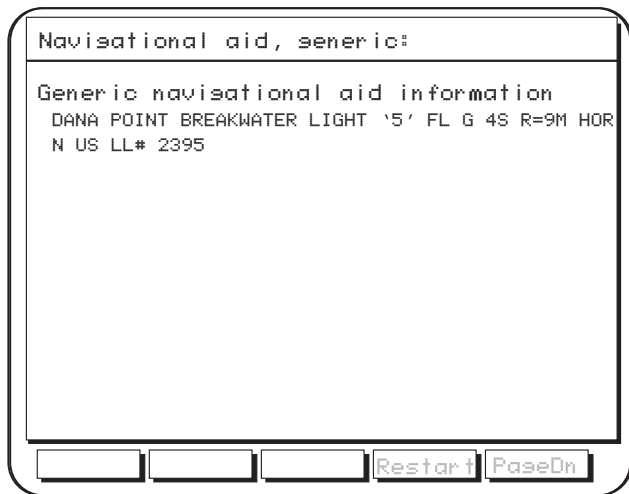 Navigational aid, generic:
Generic navigational aid information
DANA POINT BREAKWATER LIGHT ‘5’ FL G 4S R=9M HOR
N US LL# 2395
Restart PageDn